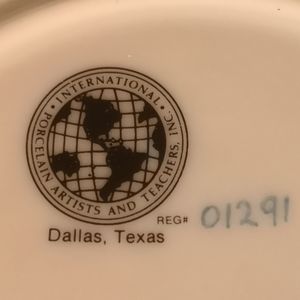 · INTERNATIONAL ·
PORCELAIN ARTISTS AND TEACHERS, INC.
REG# 01291
Dallas, Texas